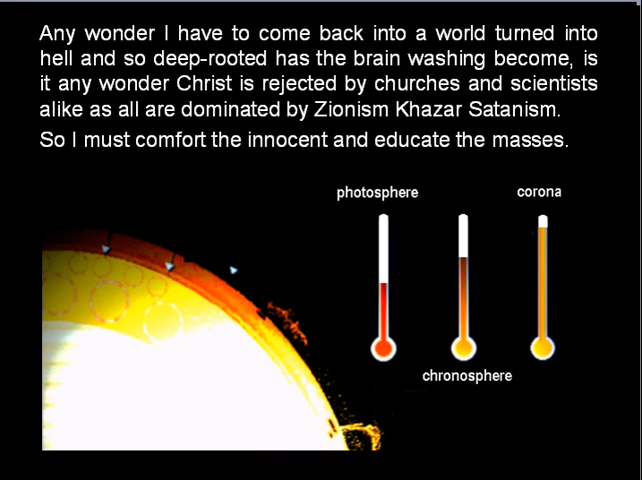 Any wonder I have to come back into a world turned into
hell and so deep-rooted has the brain washing become, is
it any wonder Christ is rejected by churches and scientists
alike as all are dominated by Zionism Khazar Satanism.
So I must comfort the innocent and educate the masses.
photosphere
corona
chronosphere